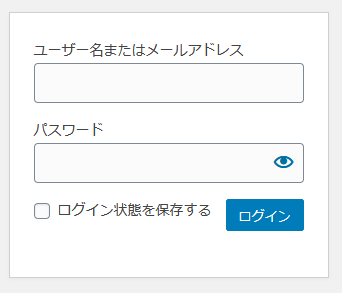 ユーザー名またはメールアドレス
パスワード
ログイン状態を保存する
ログイン